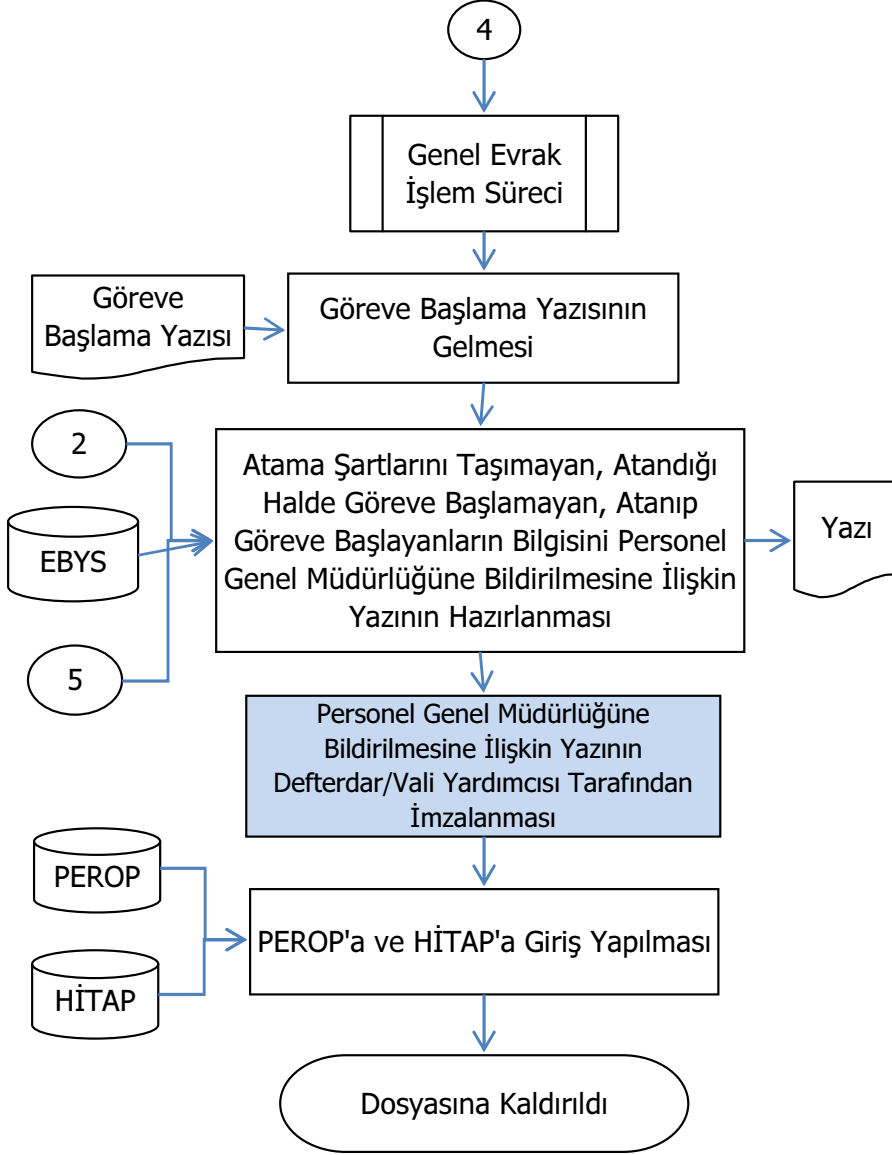 4
Genel Evrak
İşlem Süreci
Göreve
Başlama Yazısı
Göreve Başlama Yazısının
Gelmesi
2
EBYS
5
Atama Şartlarını Taşımayan, Atandığı
Halde Göreve Başlamayan, Atanıp
Göreve Başlayanların Bilgisini Personel
Genel Müdürlüğüne Bildirilmesine İlişkin
Yazının Hazırlanması
Yazı
Personel Genel Müdürlüğüne
Bildirilmesine İlişkin Yazının
Defterdar/Vali Yardımcısı Tarafından
İmzalanması
PEROP
HİTAP
PEROP'a ve HİTAP'a Giriş Yapılması
Dosyasına Kaldırıldı